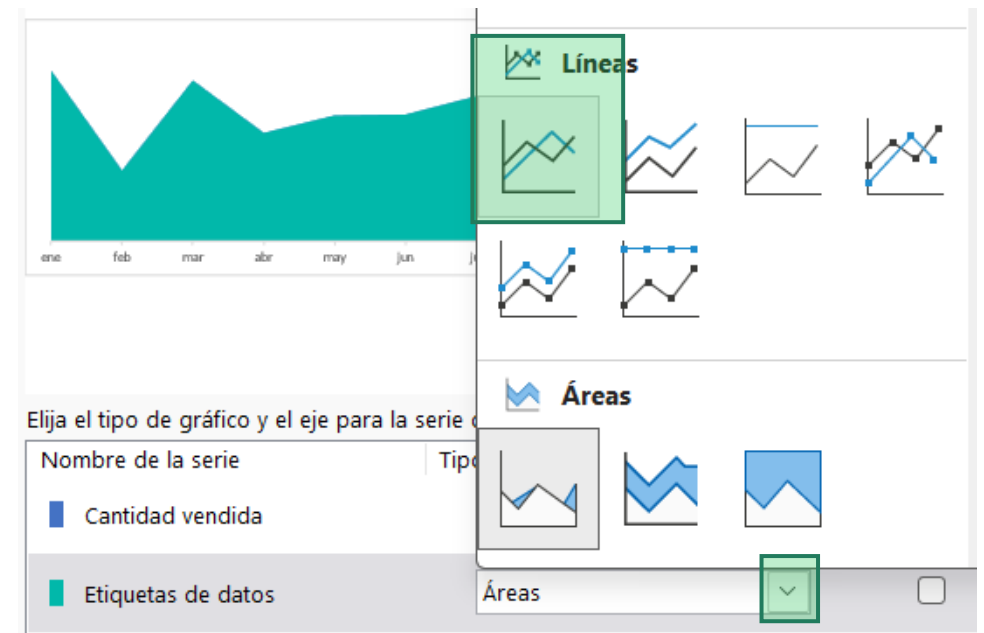 Líneas
ene feb mar abr may jun
Áreas
Elija el tipo de gráfico y el eje para la serie
Nombre de la serie
Cantidad vendida
Etiquetas de datos Áreas